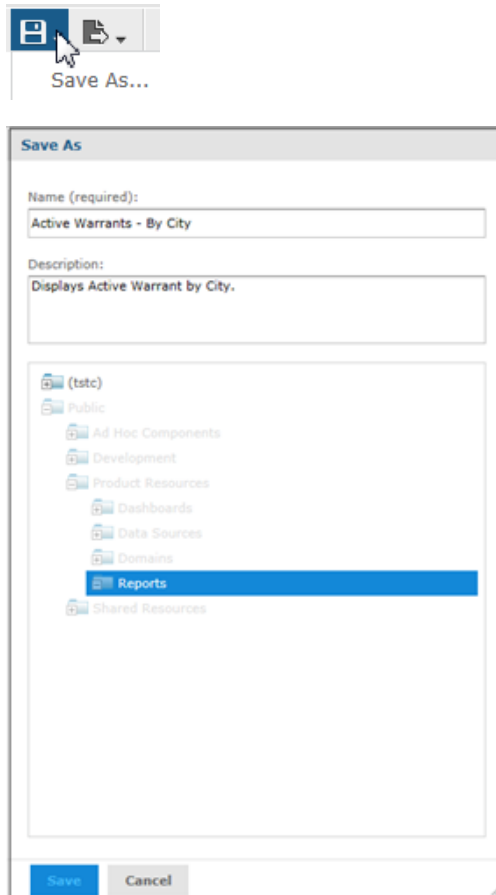 Save As...
Save As
Name (required):
Active Warrants - By City
Description:
Displays Active Warrant by City.
(tstc)
Public
Ad Hoc Components
Development
Product Resources
Dashboards
Data Sources
Domains
Reports
Shared Resources
Save Cancel